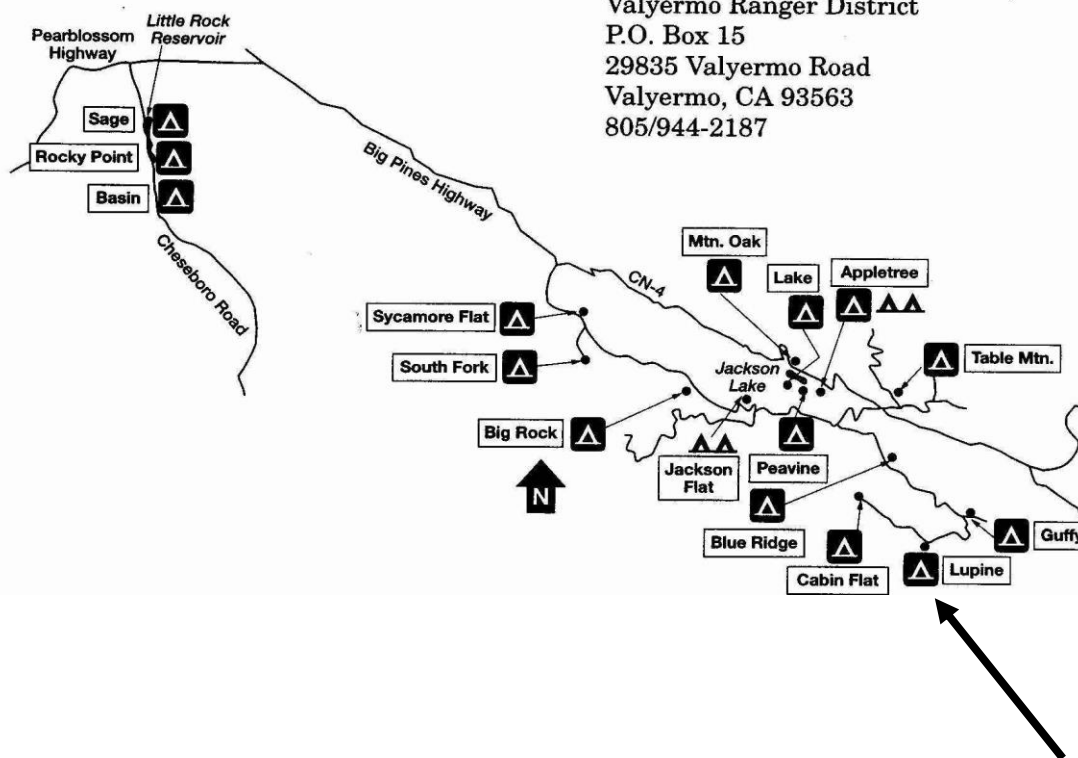 Valyermo Ranger District
P.O. Box 15
29835 Valyermo Road
Valyermo, CA 93563
805/944-2187
Little Rock
Reservoir
Pearblossom
Highway
Sage
Rocky Point
Basin
Cheseboro Road
Big Pines Highway
CN-4
Mtn. Oak
Lake
Appletree
Sycamore Flat
South Fork
Table Mtn.
Jackson
Lake
Big Rock
Jackson
Flat
Peavine
N
Blue Ridge
Guffy
Cabin Flat
Lupine